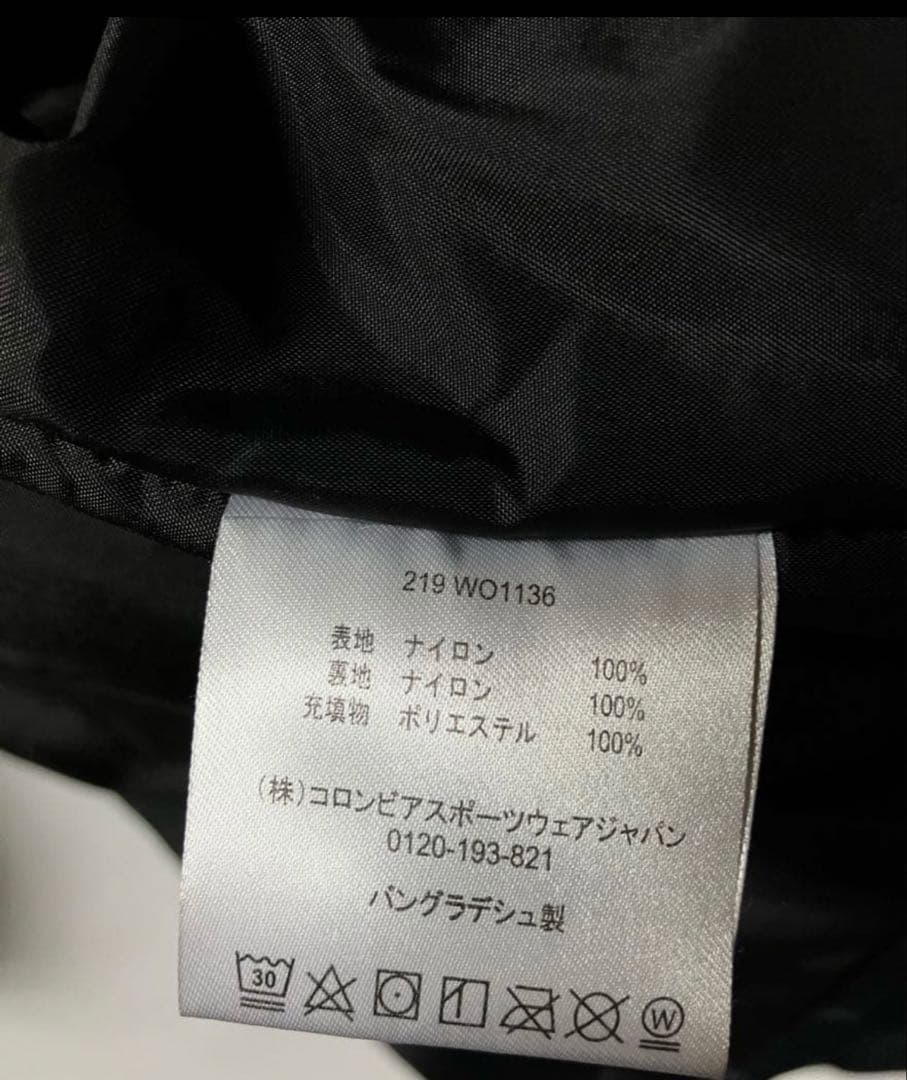 219 WO1136
表地 ナイロン 100%
裏地 ナイロン 100%
充填物 ポリエステル 100%
(株)コロンビアスポーツウェアジャパン
0120-193-821
バングラデシュ製
30
W